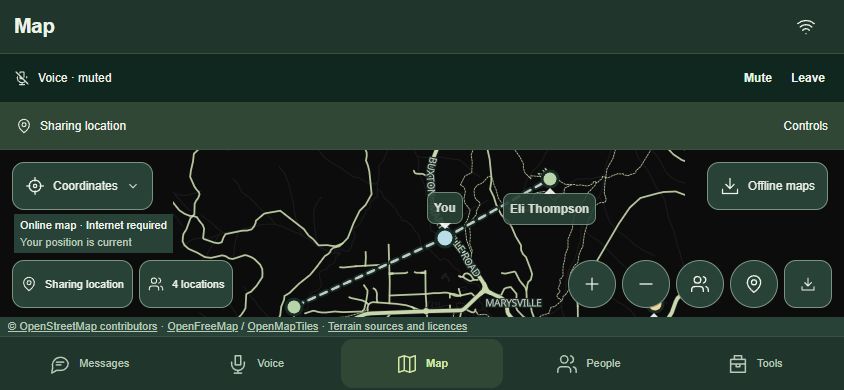 Map
Voice · muted
Mute
Leave
Sharing location
Controls
Coordinates
Offline maps
You
Eli Thompson
Online map · Internet required
Your position is current
Sharing location
4 locations
MARYSVILLE
© OpenStreetMap contributors · OpenFreeMap / OpenMapTiles · Terrain sources and licences
Messages
Voice
Map
People
Tools